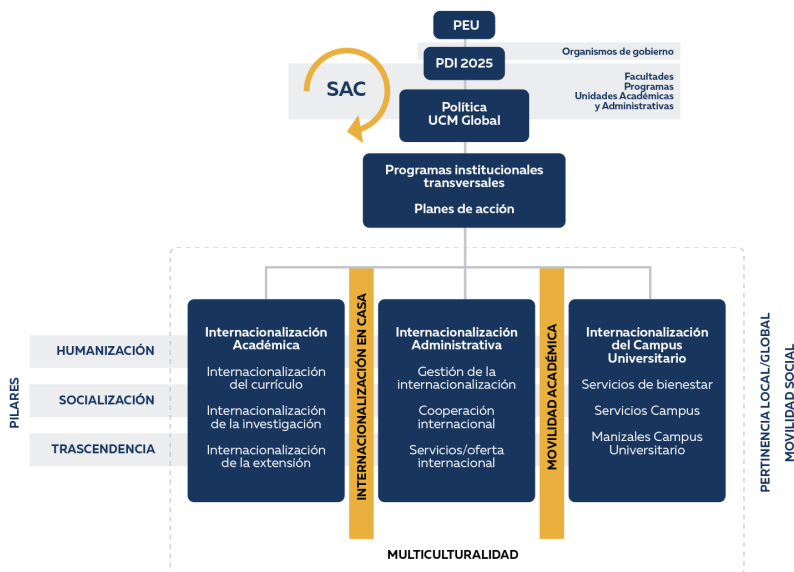 PEU
Organismos de gobierno
PDI 2025
SAC
Facultades
Programas
Unidades Académicas
y Administrativas
Política
UCM Global
Programas institucionales
transversales
Planes de acción
PILARES
HUMANIZACIÓN
SOCIALIZACIÓN
TRASCENDENCIA
Internacionalización
Académica
Internacionalización
del currículo
Internacionalización
de la investigación
Internacionalización
de la extensión
INTERNACIONALIZACIÓN EN CASA
Internacionalización
Administrativa
Gestión de la
internacionalización
Cooperación
internacional
Servicios/oferta
internacional
MOVILIDAD ACADÉMICA
Internacionalización
del Campus
Universitario
Servicios de bienestar
Servicios Campus
Manizales Campus
Universitario
PERTINENCIA LOCAL/GLOBAL
MOVILIDAD SOCIAL
MULTICULTURALIDAD